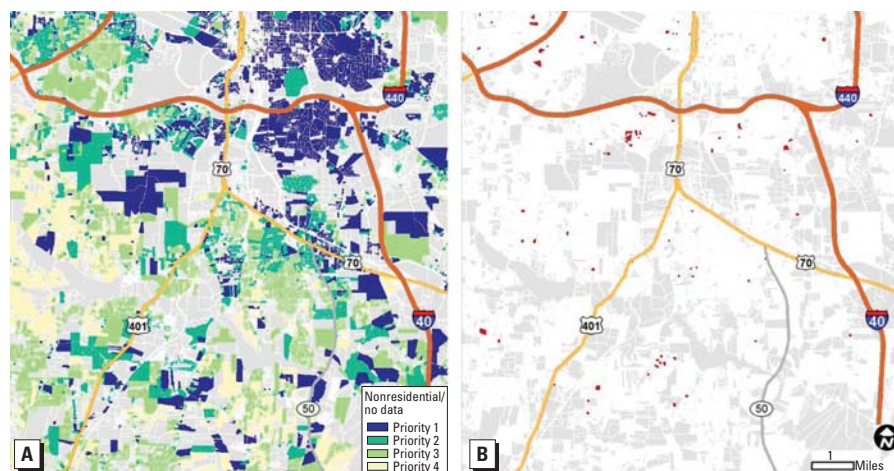 440
70
70
401
40
50
Nonresidential/
no data
Priority 1
Priority 2
Priority 3
Priority 4
A
440
70
70
401
40
50
B
N
1
Miles